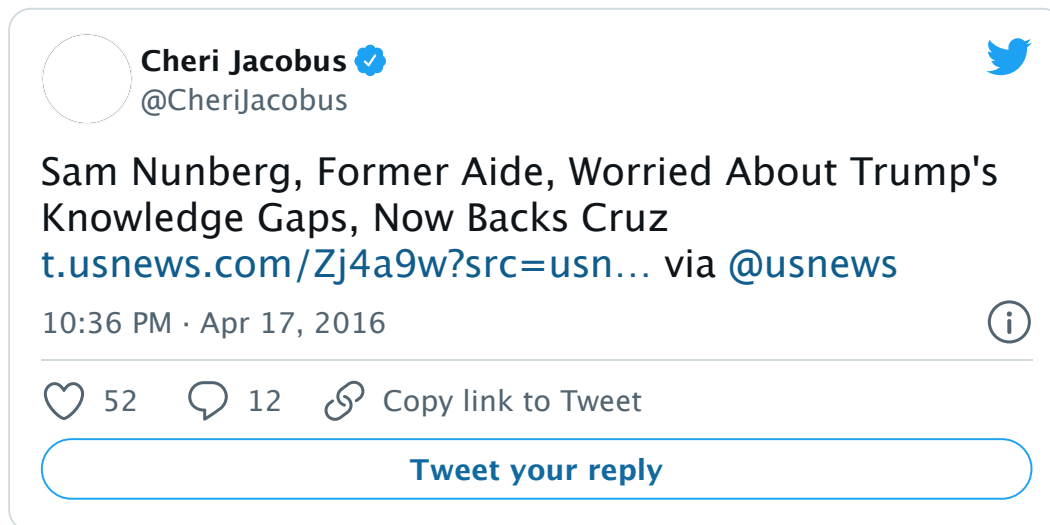 Cheri Jacobus
@CheriJacobus
Sam Nunberg, Former Aide, Worried About Trump's
Knowledge Gaps, Now Backs Cruz
t.usnews.com/Zj4a9w?src=usn… via @usnews
10:36 PM · Apr 17, 2016
52 12 Copy link to Tweet
Tweet your reply